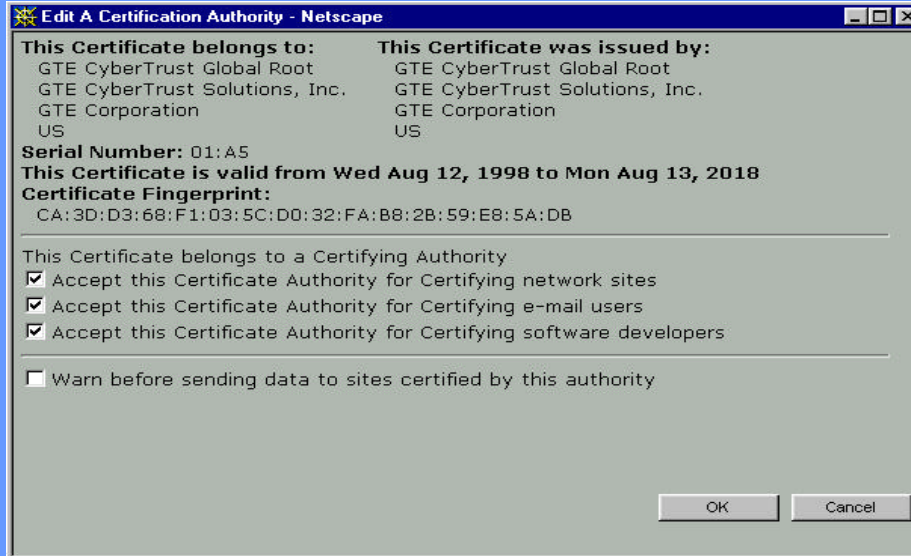 Edit A Certification Authority - Netscape
This Certificate belongs to: This Certificate was issued by:
GTE CyberTrust Global Root GTE CyberTrust Global Root
GTE CyberTrust Solutions, Inc. GTE CyberTrust Solutions, Inc.
GTE Corporation GTE Corporation
US US
Serial Number: 01:A5
This Certificate is valid from Wed Aug 12, 1998 to Mon Aug 13, 2018
Certificate Fingerprint:
CA:3D:D3:68:F1:03:5C:D0:32:FA:B8:2B:59:E8:5A:DB
This Certificate belongs to a Certifying Authority
Accept this Certificate Authority for Certifying network sites
Accept this Certificate Authority for Certifying e-mail users
Accept this Certificate Authority for Certifying software developers
Warn before sending data to sites certified by this authority
OK Cancel